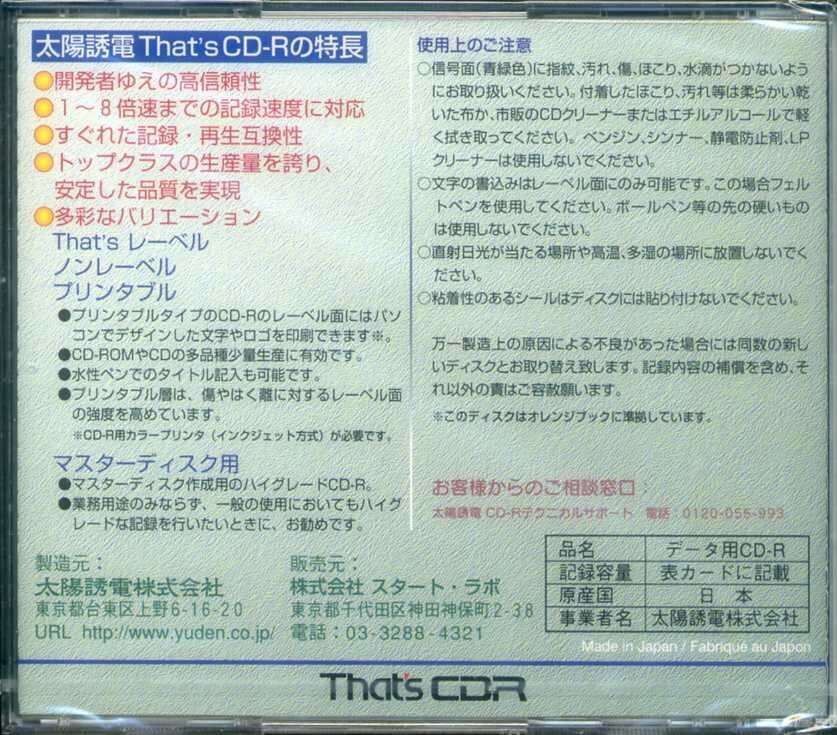 太陽誘電 That's CD-Rの特長
●開発者ゆえの高信頼性
●1～8倍速までの記録速度に対応
●すぐれた記録・再生互換性
●トップクラスの生産量を誇り、
安定した品質を実現
●多彩なバリエーション
That's レーベル
ノンレーベル
プリンタブル
●プリンタブルタイプのCD-Rのレーベル面にはパソ
コンでデザインした文字やロゴを印刷できます※。
●CD-ROMやCDの多品種少量生産に有効です。
●水性ペンでのタイトル記入も可能です。
●プリンタブル層は、傷やはく離に対するレーベル面
の強度を高めています。
※CD-R用カラープリンタ（インクジェット方式）が必要です。
マスターディスク用
●マスターディスク作成用のハイグレードCD-R。
●業務用途のみならず、一般の使用においてもハイグ
レードな記録を行いたいときに、お勧めです。
使用上のご注意
○信号面(青緑色)に指紋、汚れ、傷、ほこり、水滴がつかないよう
にお取り扱いください。付着したほこり、汚れ等は柔らかい乾
いた布か、市販のCDクリーナーまたはエチルアルコールで軽
く拭き取ってください。ベンジン、シンナー、静電防止剤、LP
クリーナーは使用しないでください。
○文字の書込みはレーベル面にのみ可能です。この場合フェル
トペンを使用してください。ボールペン等の先の硬いもの
は使用しないでください。
○直射日光が当たる場所や高温、多湿の場所に放置しないでく
ださい。
○粘着性のあるシールはディスクには貼り付けないでください。
万一製造上の原因による不良があった場合には同数の新し
いディスクとお取り替え致します。記録内容の補償を含め、そ
れ以外の責はご容赦願います。
※このディスクはオレンジブックに準拠しています。
お客様からのご相談窓口：
太陽誘電 CD-Rテクニカルサポート 電話：0120-055-993
製造元：
太陽誘電株式会社
東京都台東区上野6-16-20
URL http://www.yuden.co.jp/
販売元：
株式会社 スタート・ラボ
東京都千代田区神田神保町2-38
電話：03-3288-4321
品名 データ用CD-R
記録容量 表カードに記載
原産国 日本
事業者名 太陽誘電株式会社
Made in Japan / Fabriqué au Japon
That's CDR